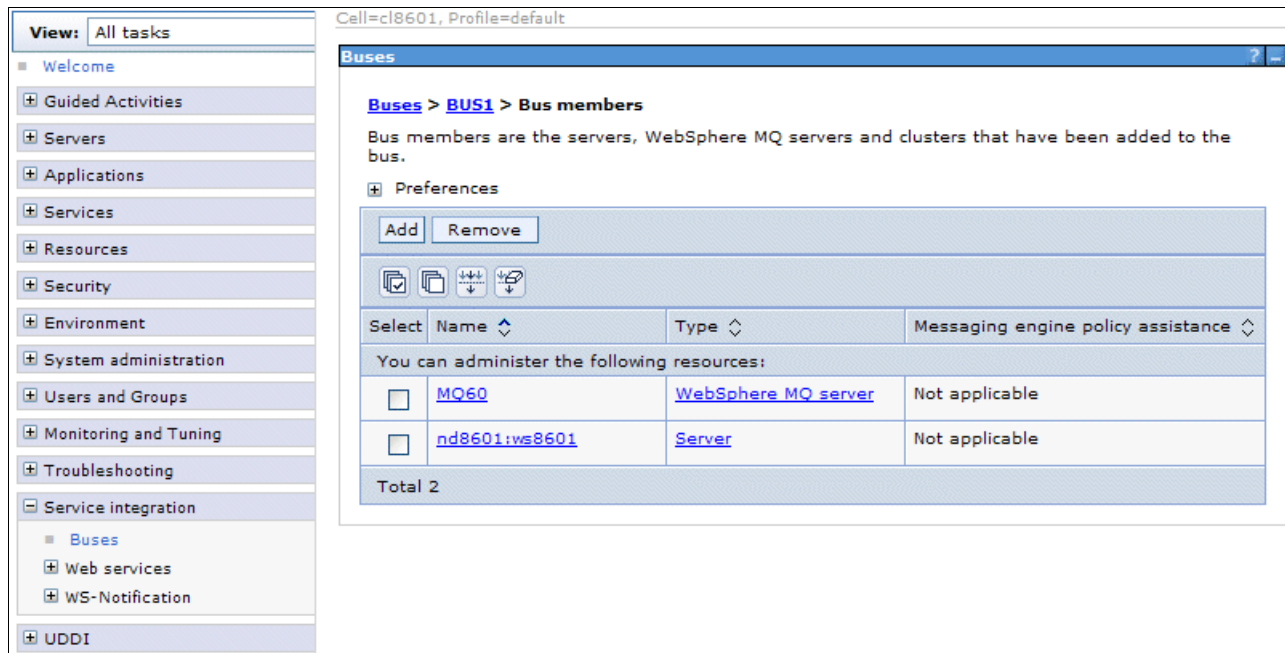 View: All tasks
Welcome
Guided Activities
Servers
Applications
Services
Resources
Security
Environment
System administration
Users and Groups
Monitoring and Tuning
Troubleshooting
Service integration
Buses
Web services
WS-Notification
UDDI
Cell=cl8601, Profile=default
Buses ? -
Buses > BUS1 > Bus members
Bus members are the servers, WebSphere MQ servers and clusters that have been added to the
bus.
Preferences
Add Remove
Select Name Type Messaging engine policy assistance
You can administer the following resources:
MQ60 WebSphere MQ server Not applicable
nd8601:ws8601 Server Not applicable
Total 2